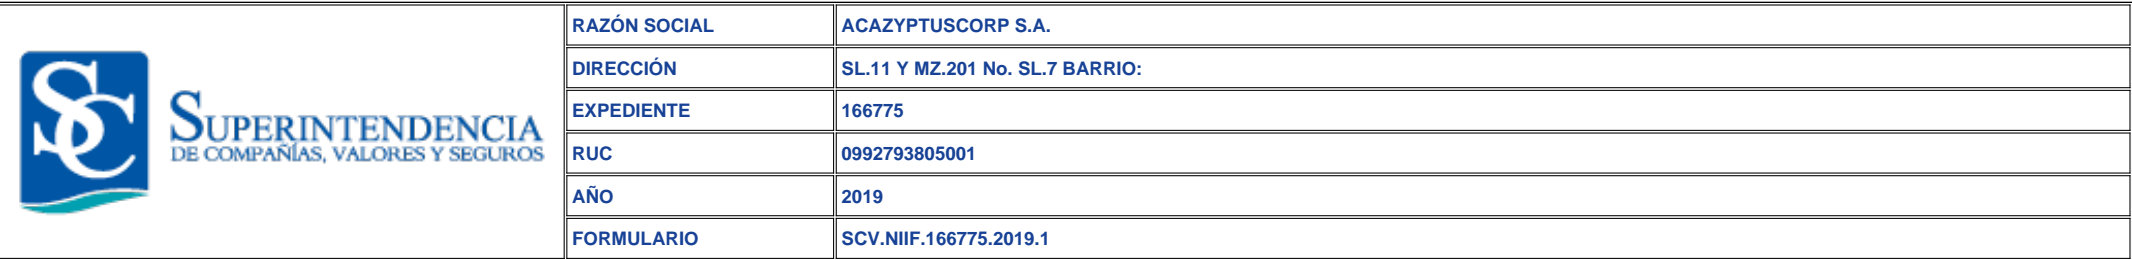 SC
SUPERINTENDENCIA
DE COMPAÑÍAS, VALORES Y SEGUROS
RAZÓN SOCIAL ACAZYPTUSCORP S.A.
DIRECCIÓN SL.11 Y MZ.201 No. SL.7 BARRIO:
EXPEDIENTE 166775
RUC 0992793805001
AÑO 2019
FORMULARIO SCV.NIIF.166775.2019.1